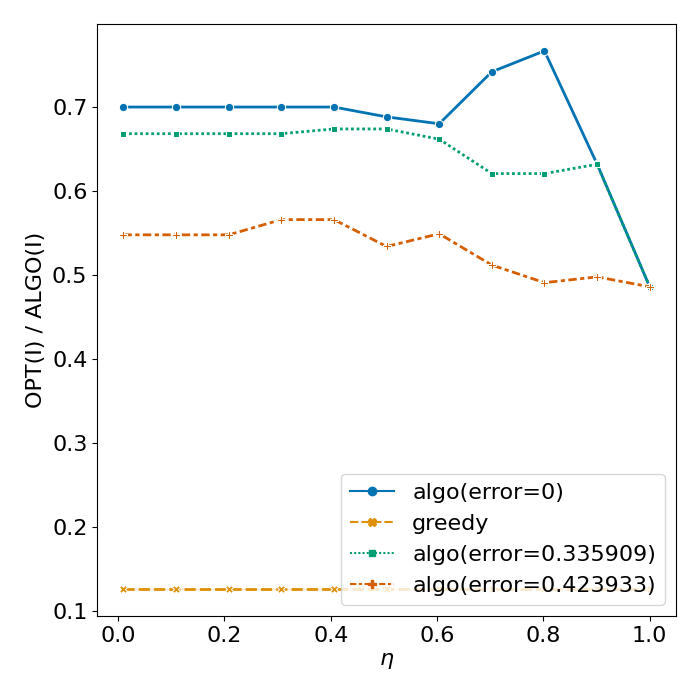 OPT(I) / ALGO(I)
0.7
0.6
0.5
0.4
0.3
0.2
0.1
algo(error=0)
greedy
algo(error=0.335909)
algo(error=0.423933)
0.0 0.2 0.4 0.6 0.8 1.0
η